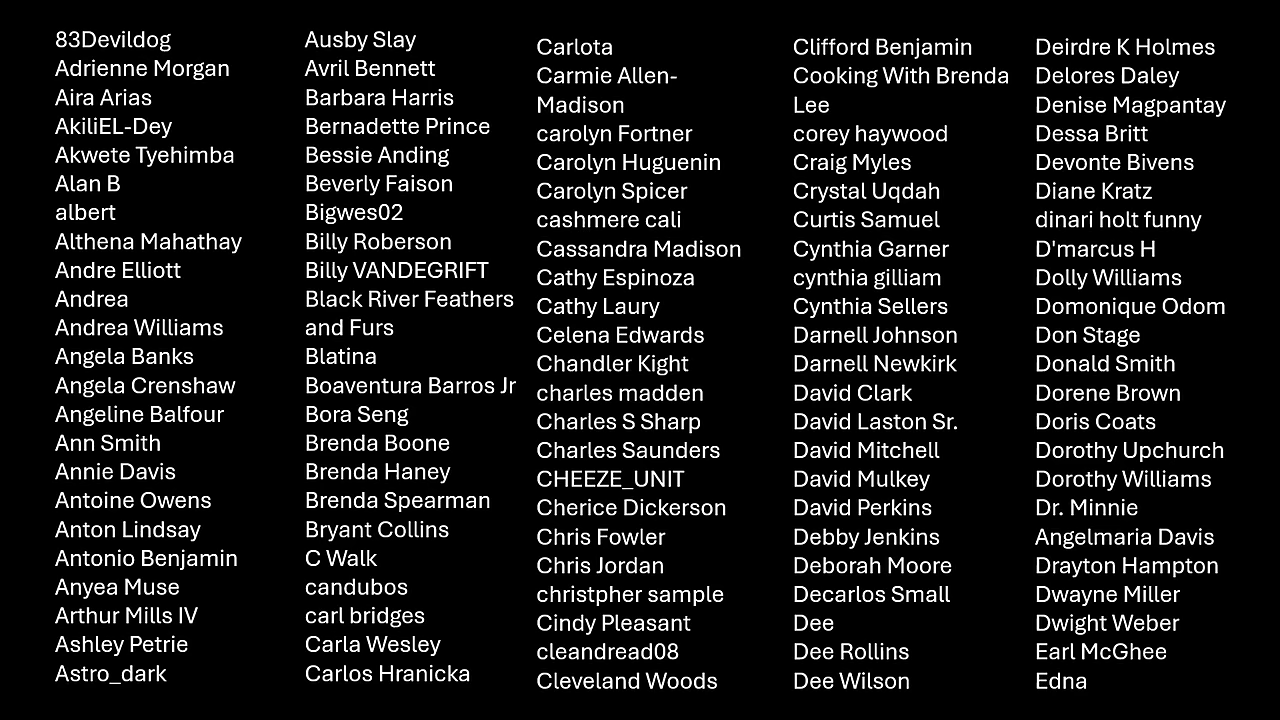 83Devildog
Adrienne Morgan
Aira Arias
AkiliEL-Dey
Akwete Tyehimba
Alan B
albert
Althena Mahathay
Andre Elliott
Andrea
Andrea Williams
Angela Banks
Angela Crenshaw
Angeline Balfour
Ann Smith
Annie Davis
Antoine Owens
Anton Lindsay
Antonio Benjamin
Anyea Muse
Arthur Mills IV
Ashley Petrie
Astro_dark
Ausby Slay
Avril Bennett
Barbara Harris
Bernadette Prince
Bessie Anding
Beverly Faison
Bigwes02
Billy Roberson
Billy VANDEGRIFT
Black River Feathers
and Furs
Blatina
Boaventura Barros Jr
Bora Seng
Brenda Boone
Brenda Haney
Brenda Spearman
Bryant Collins
C Walk
candubos
carl bridges
Carla Wesley
Carlos Hranicka
Carlota
Carmie Allen-
Madison
carolyn Fortner
Carolyn Huguenin
Carolyn Spicer
cashmere cali
Cassandra Madison
Cathy Espinoza
Cathy Laury
Celena Edwards
Chandler Kight
charles madden
Charles S Sharp
Charles Saunders
CHEEZE_UNIT
Cherice Dickerson
Chris Fowler
Chris Jordan
christpher sample
Cindy Pleasant
cleandread08
Cleveland Woods
Clifford Benjamin
Cooking With Brenda
Lee
corey haywood
Craig Myles
Crystal Uqdah
Curtis Samuel
Cynthia Garner
cynthia gilliam
Cynthia Sellers
Darnell Johnson
Darnell Newkirk
David Clark
David Laston Sr.
David Mitchell
David Mulkey
David Perkins
Debby Jenkins
Deborah Moore
Decarlos Small
Dee
Dee Rollins
Dee Wilson
Deirdre K Holmes
Delores Daley
Denise Magpantay
Dessa Britt
Devonte Bivens
Diane Kratz
dinari holt funny
D'marcus H
Dolly Williams
Domonique Odom
Don Stage
Donald Smith
Dorene Brown
Doris Coats
Dorothy Upchurch
Dorothy Williams
Dr. Minnie
Angelmaria Davis
Drayton Hampton
Dwayne Miller
Dwight Weber
Earl McGhee
Edna